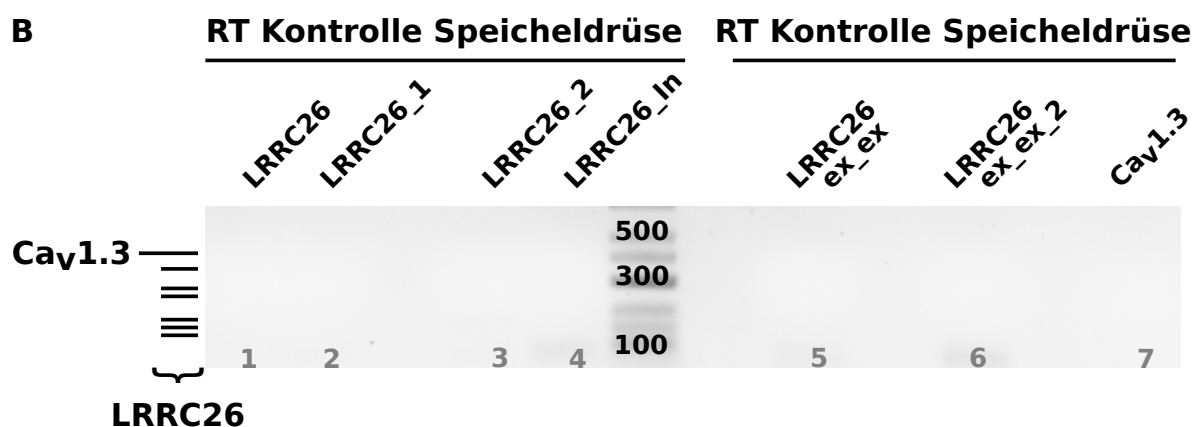 B
RT Kontrolle Speicheldrüse
RT Kontrolle Speicheldrüse
LRRC26
LRRC26_1
LRRC26_2
LRRC26_In
LRRC26
ex_ex
LRRC26
ex_ex_2
Cav1.3
Cav1.3
500
300
100
1 2 3 4 5 6 7
LRRC26